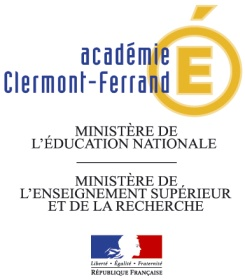 académie
Clermont-Ferrand É
MINISTÈRE DE
L'ÉDUCATION NATIONALE
MINISTÈRE DE
L'ENSEIGNEMENT SUPÉRIEUR
ET DE LA RECHERCHE
Liberté • Égalité • Fraternité
RÉPUBLIQUE FRANÇAISE